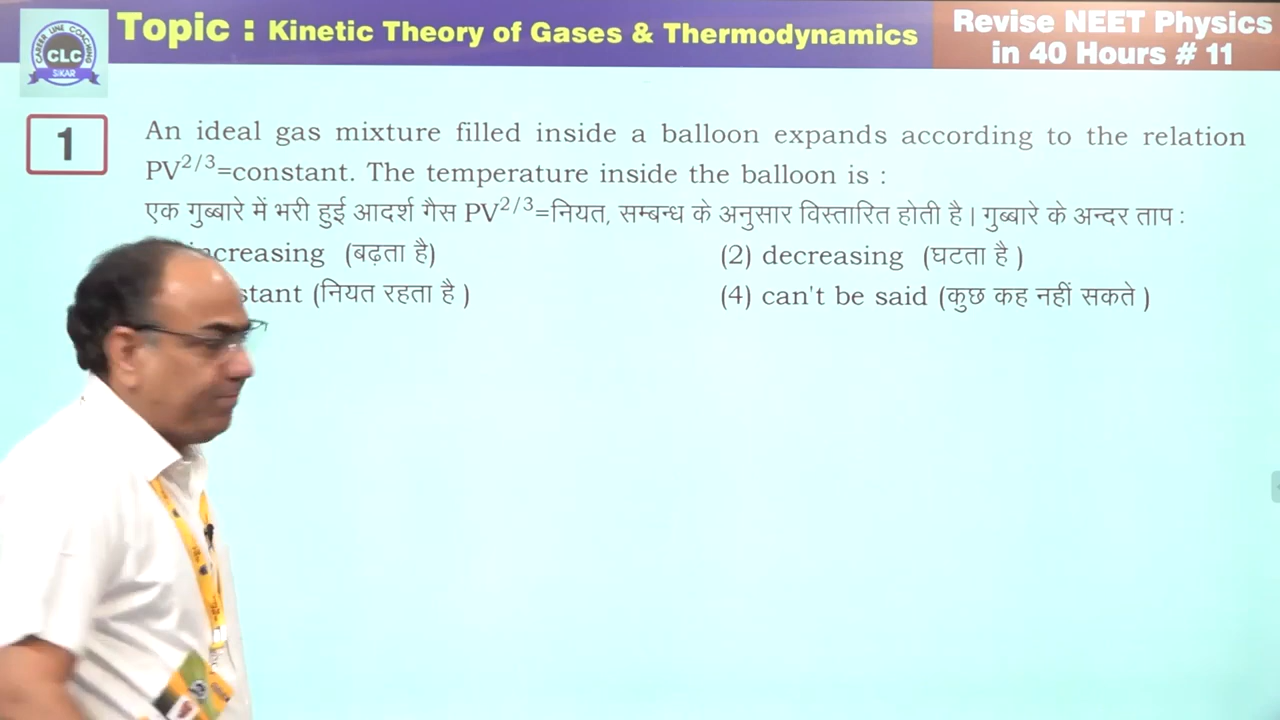 CAREER LINE COACHING
CLC
SIKAR
Topic : Kinetic Theory of Gases & Thermodynamics
Revise NEET Physics
in 40 Hours # 11
1
An ideal gas mixture filled inside a balloon expands according to the relation
PV^2/3=constant. The temperature inside the balloon is :
एक गुब्बारे में भरी हुई आदर्श गैस PV^2/3=नियत, सम्बन्ध के अनुसार विस्तारित होती है। गुब्बारे के अन्दर ताप :
creasing (बढ़ता है)
(2) decreasing (घटता है )
stant (नियत रहता है )
(4) can't be said (कुछ कह नहीं सकते )